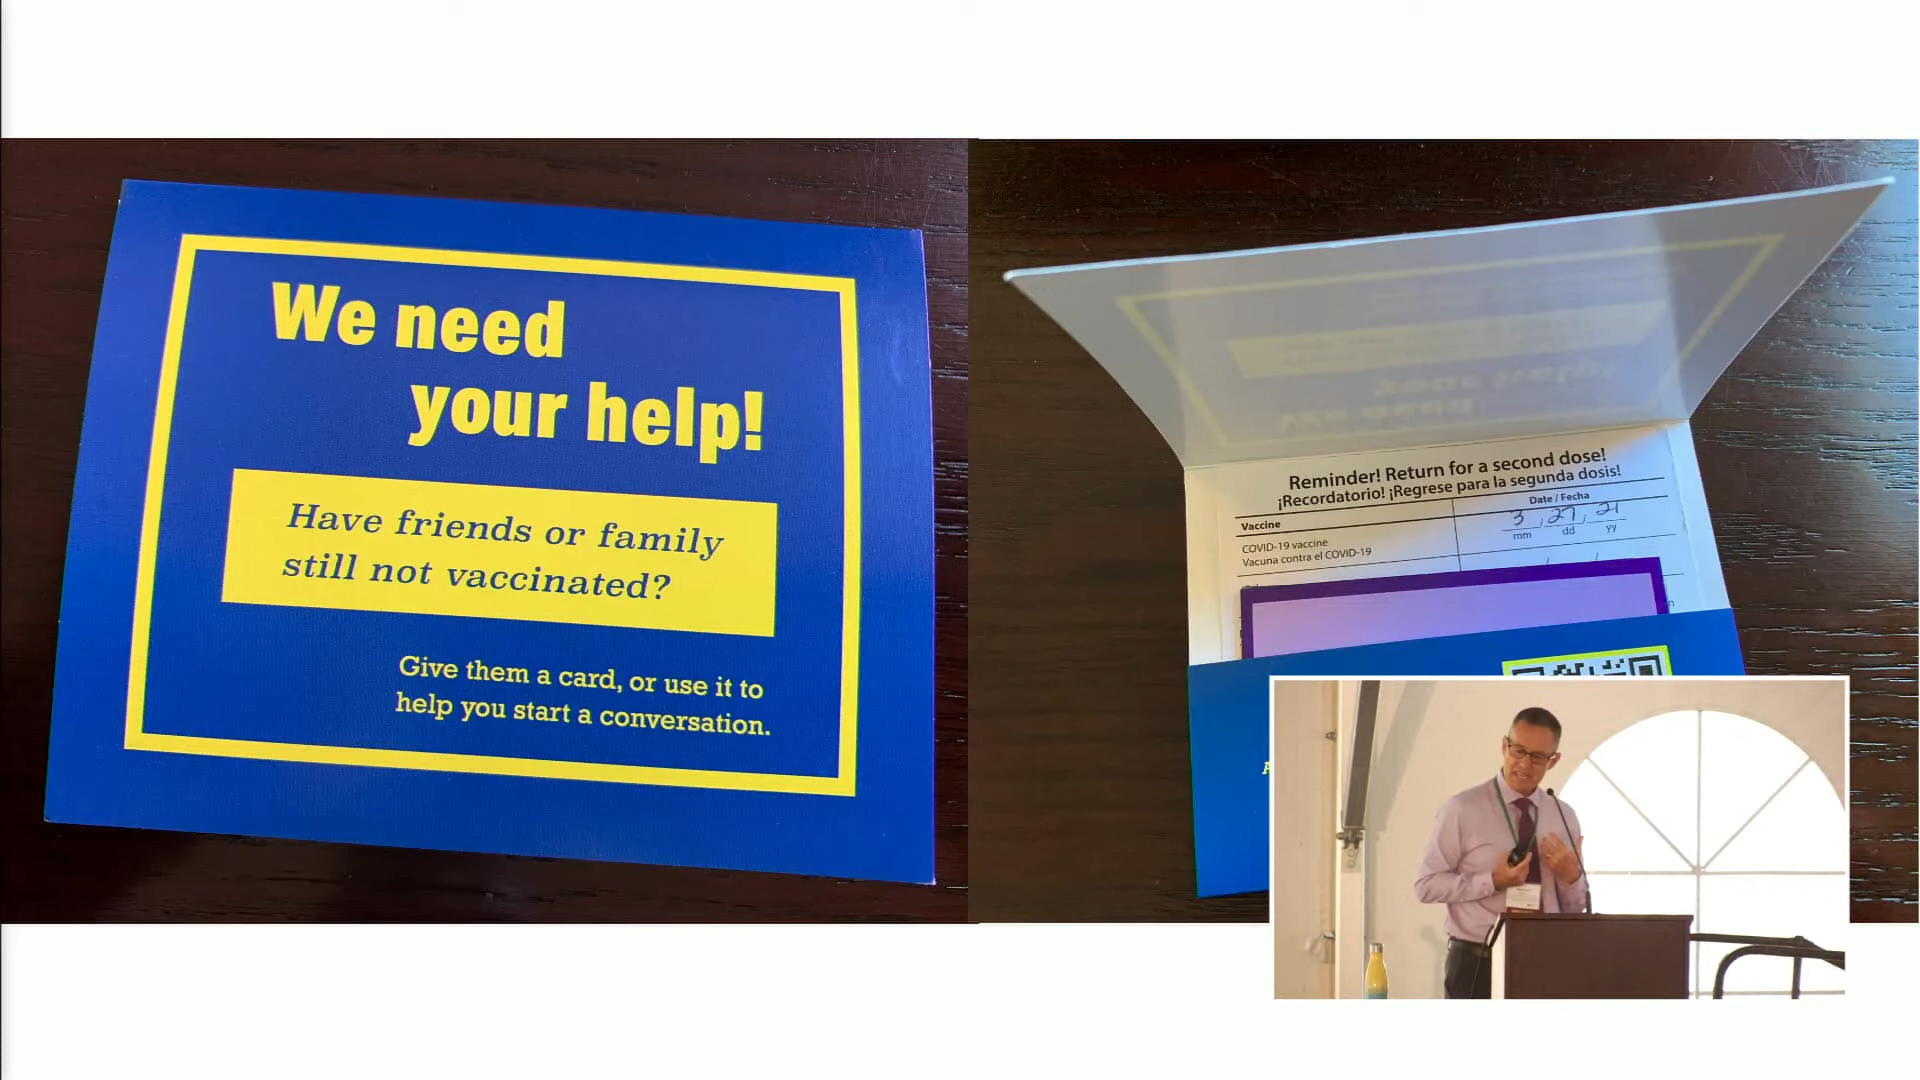 We need
your help!
Have friends or family
still not vaccinated?
Give them a card, or use it to
help you start a conversation.
Reminder! Return for a second dose!
¡Recordatorio! ¡Regrese para la segunda dosis!
Vaccine
Date / Fecha
3 / 27 / 21
mm dd yy
COVID-19 vaccine
Vacuna contra el COVID-19